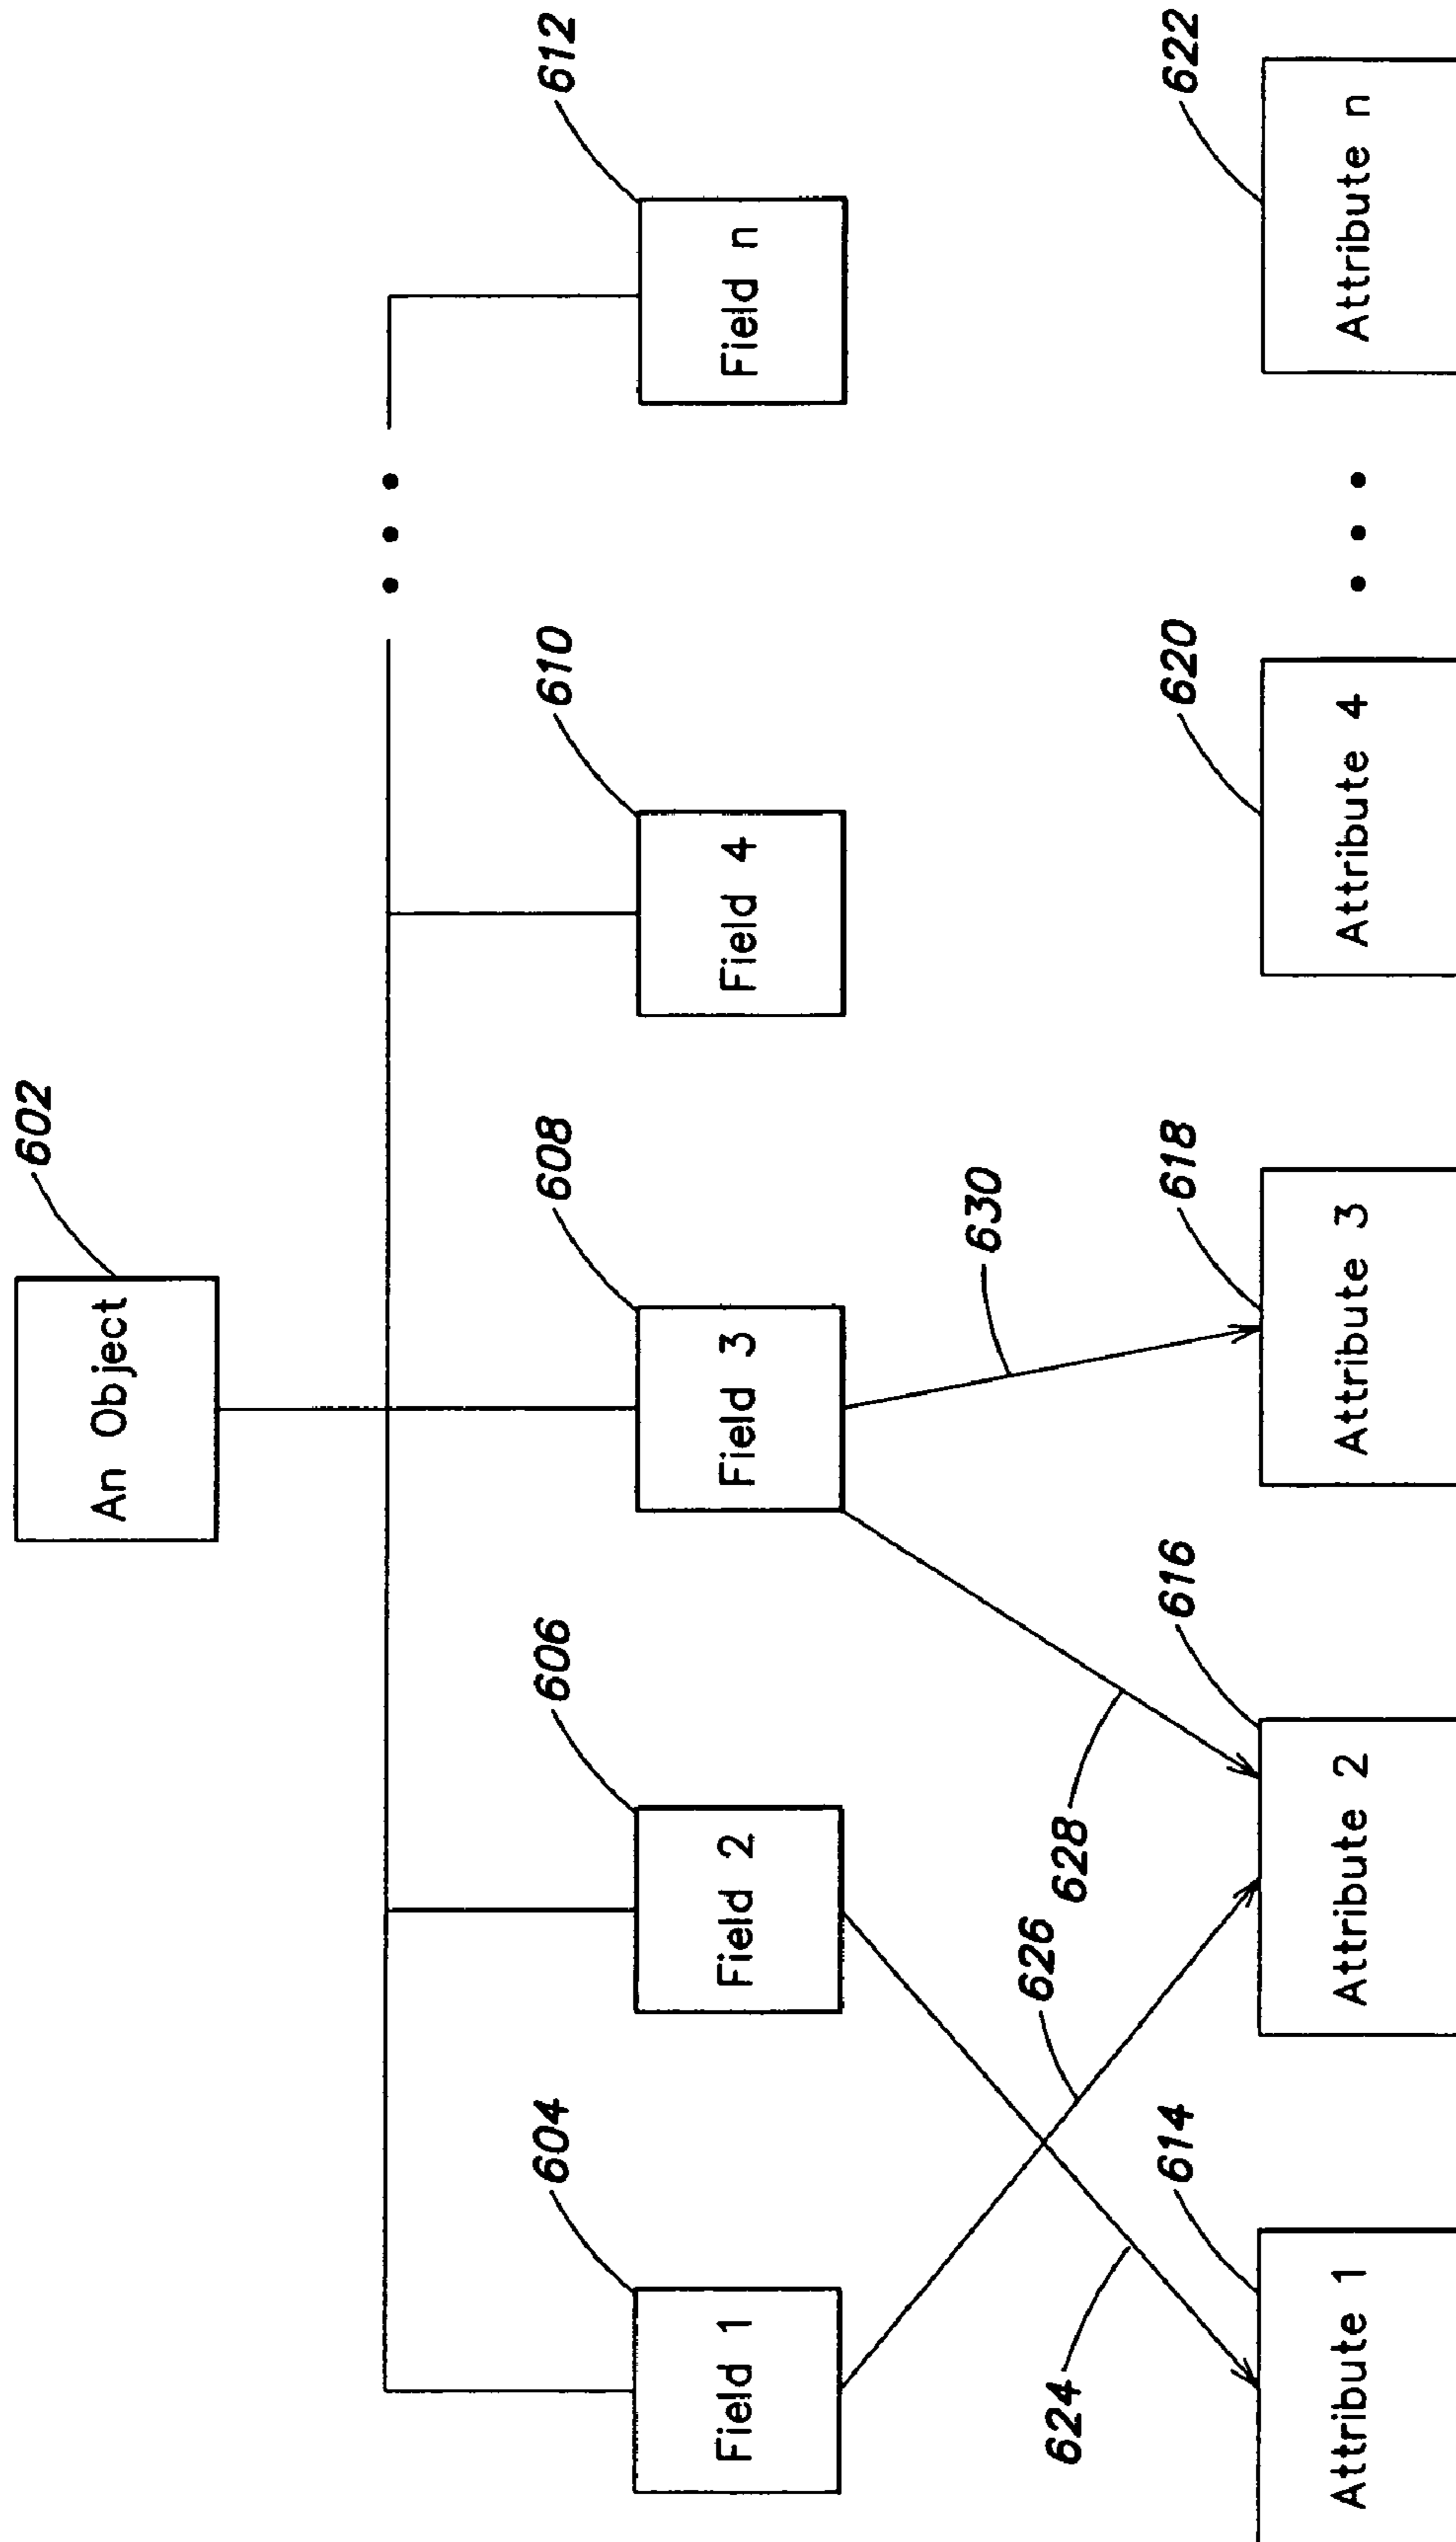 602
An Object
604
606
608
610
612
Field 1
Field 2
Field 3
Field 4
Field n
624
626
628
630
614
616
618
620
622
Attribute 1
Attribute 2
Attribute 3
Attribute 4
Attribute n